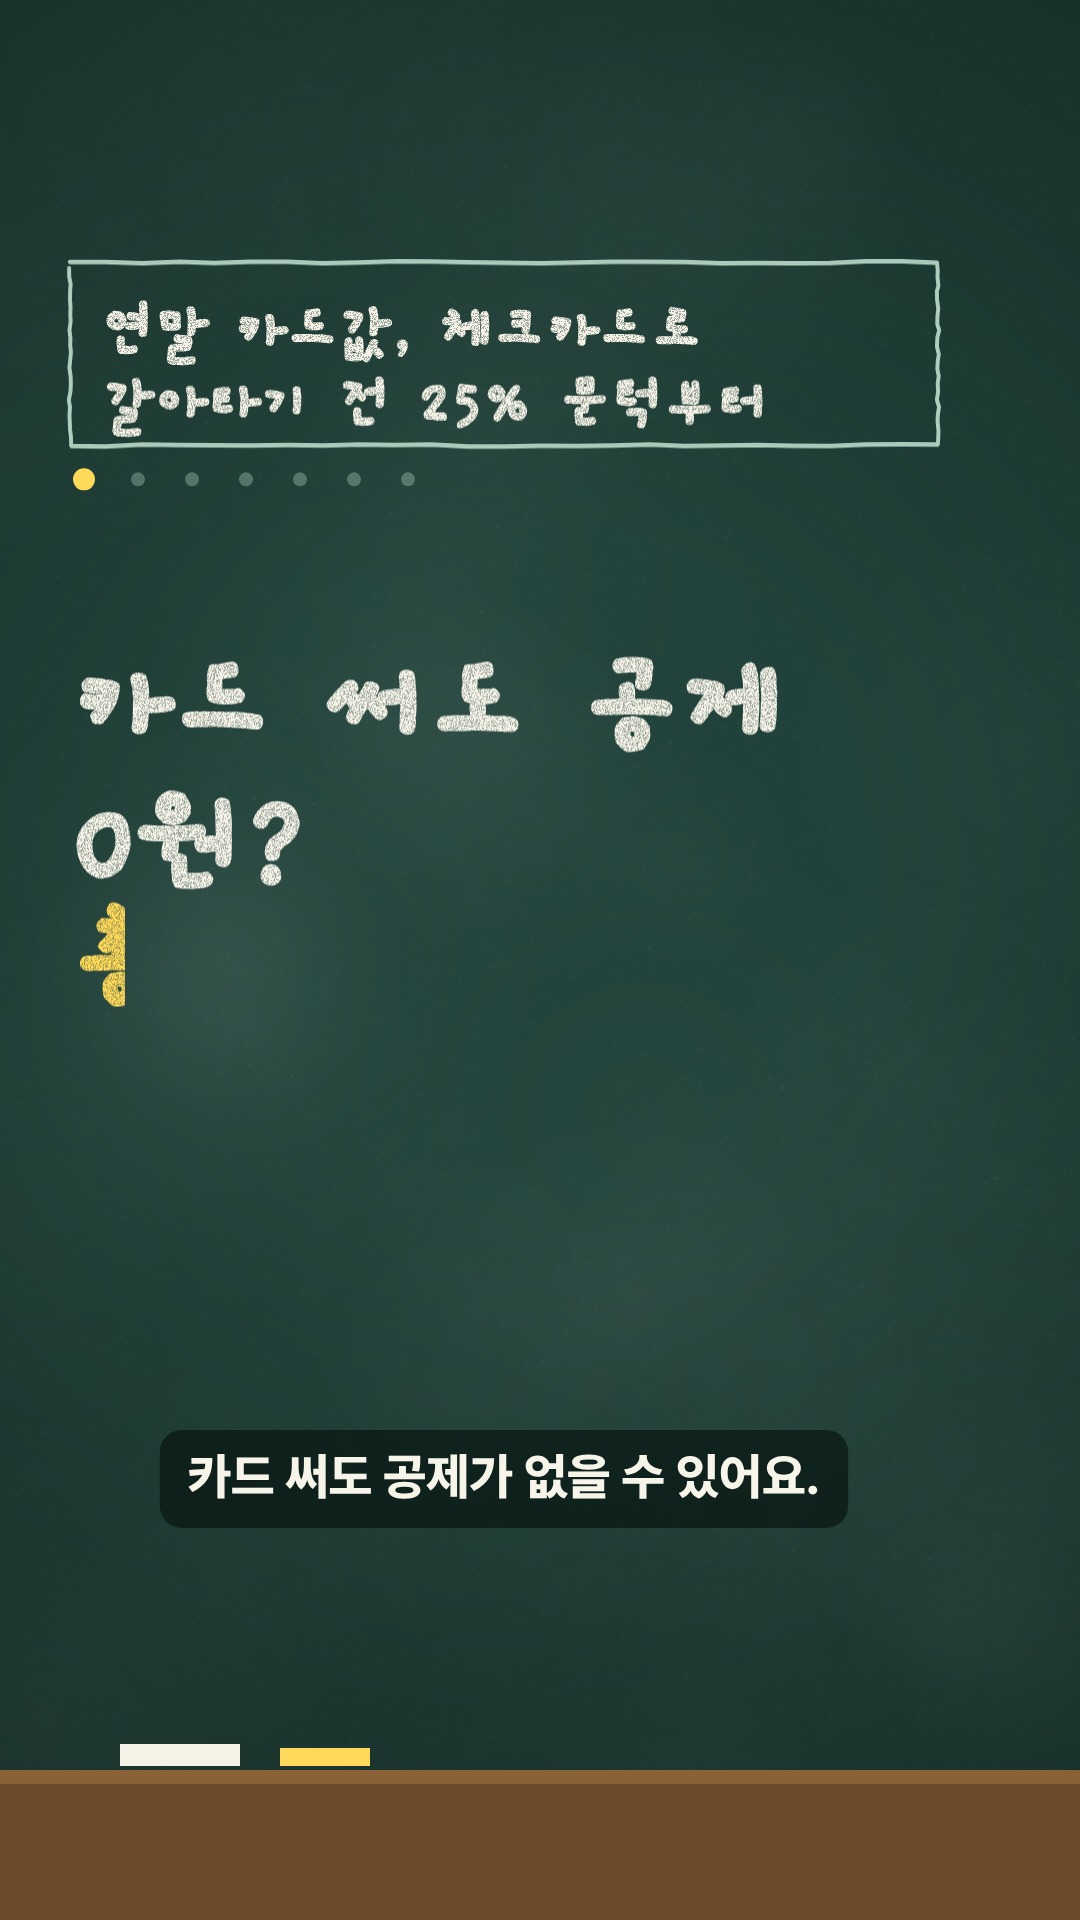 연말 카드값, 체크카드로
갈아타기 전 25% 문턱부터
카드 써도 공제
0원?
카드 써도 공제가 없을 수 있어요.